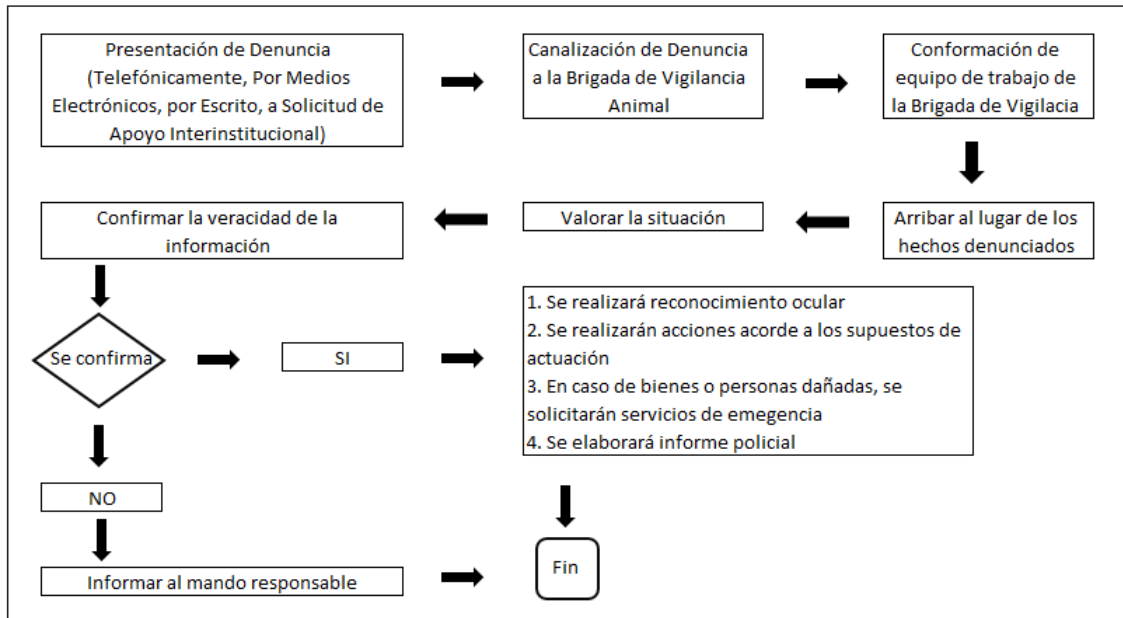 Presentación de Denuncia
(Telefónicamente, Por Medios
Electrónicos, por Escrito, a Solicitud de
Apoyo Interinstitucional)
Canalización de Denuncia
a la Brigada de Vigilancia
Animal
Conformación de
equipo de trabajo de
la Brigada de Vigilacia
Arribar al lugar de los
hechos denunciados
Valorar la situación
Confirmar la veracidad de la
información
Se confirma
SI
1. Se realizará reconocimiento ocular
2. Se realizarán acciones acorde a los supuestos de
actuación
3. En caso de bienes o personas dañadas, se
solicitarán servicios de emegencia
4. Se elaborará informe policial
NO
Informar al mando responsable
Fin